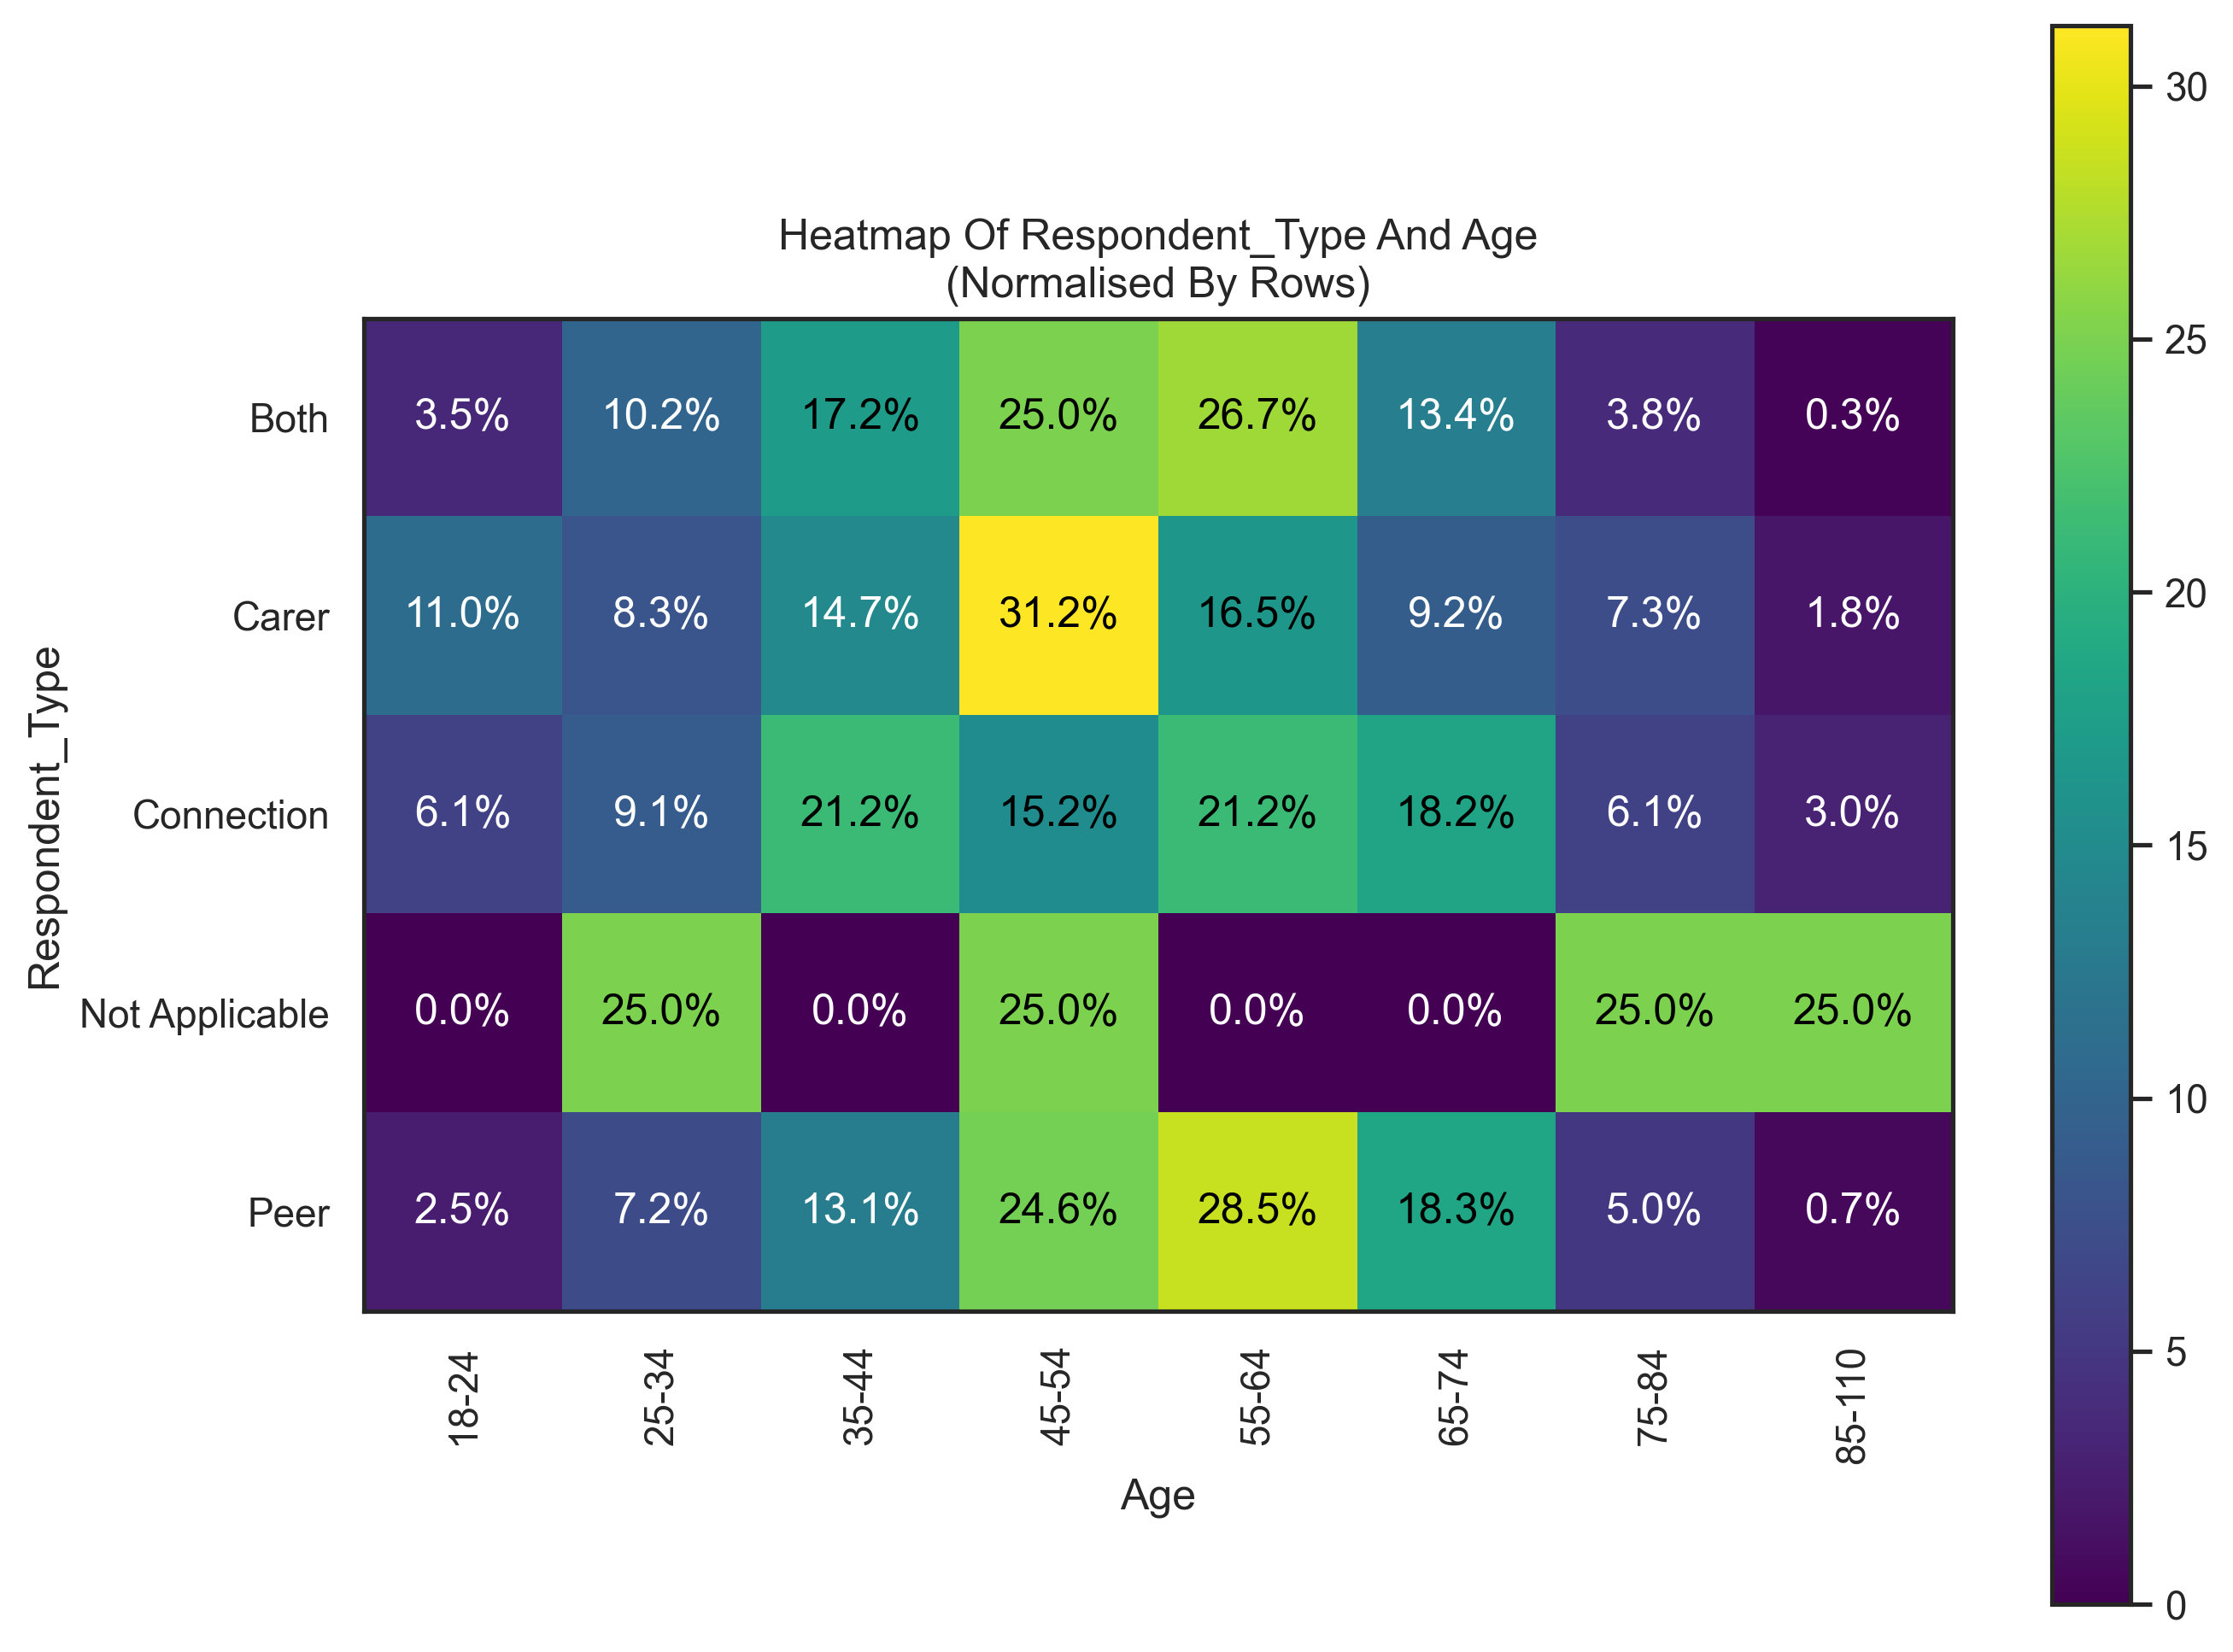 Heatmap Of Respondent_Type And Age
(Normalised By Rows)
Respondent_Type
Both 3.5% 10.2% 17.2% 25.0% 26.7% 13.4% 3.8% 0.3%
Carer 11.0% 8.3% 14.7% 31.2% 16.5% 9.2% 7.3% 1.8%
Connection 6.1% 9.1% 21.2% 15.2% 21.2% 18.2% 6.1% 3.0%
Not Applicable 0.0% 25.0% 0.0% 25.0% 0.0% 0.0% 25.0% 25.0%
Peer 2.5% 7.2% 13.1% 24.6% 28.5% 18.3% 5.0% 0.7%
18-24 25-34 35-44 45-54 55-64 65-74 75-84 85-110
Age
30
25
20
15
10
5
0